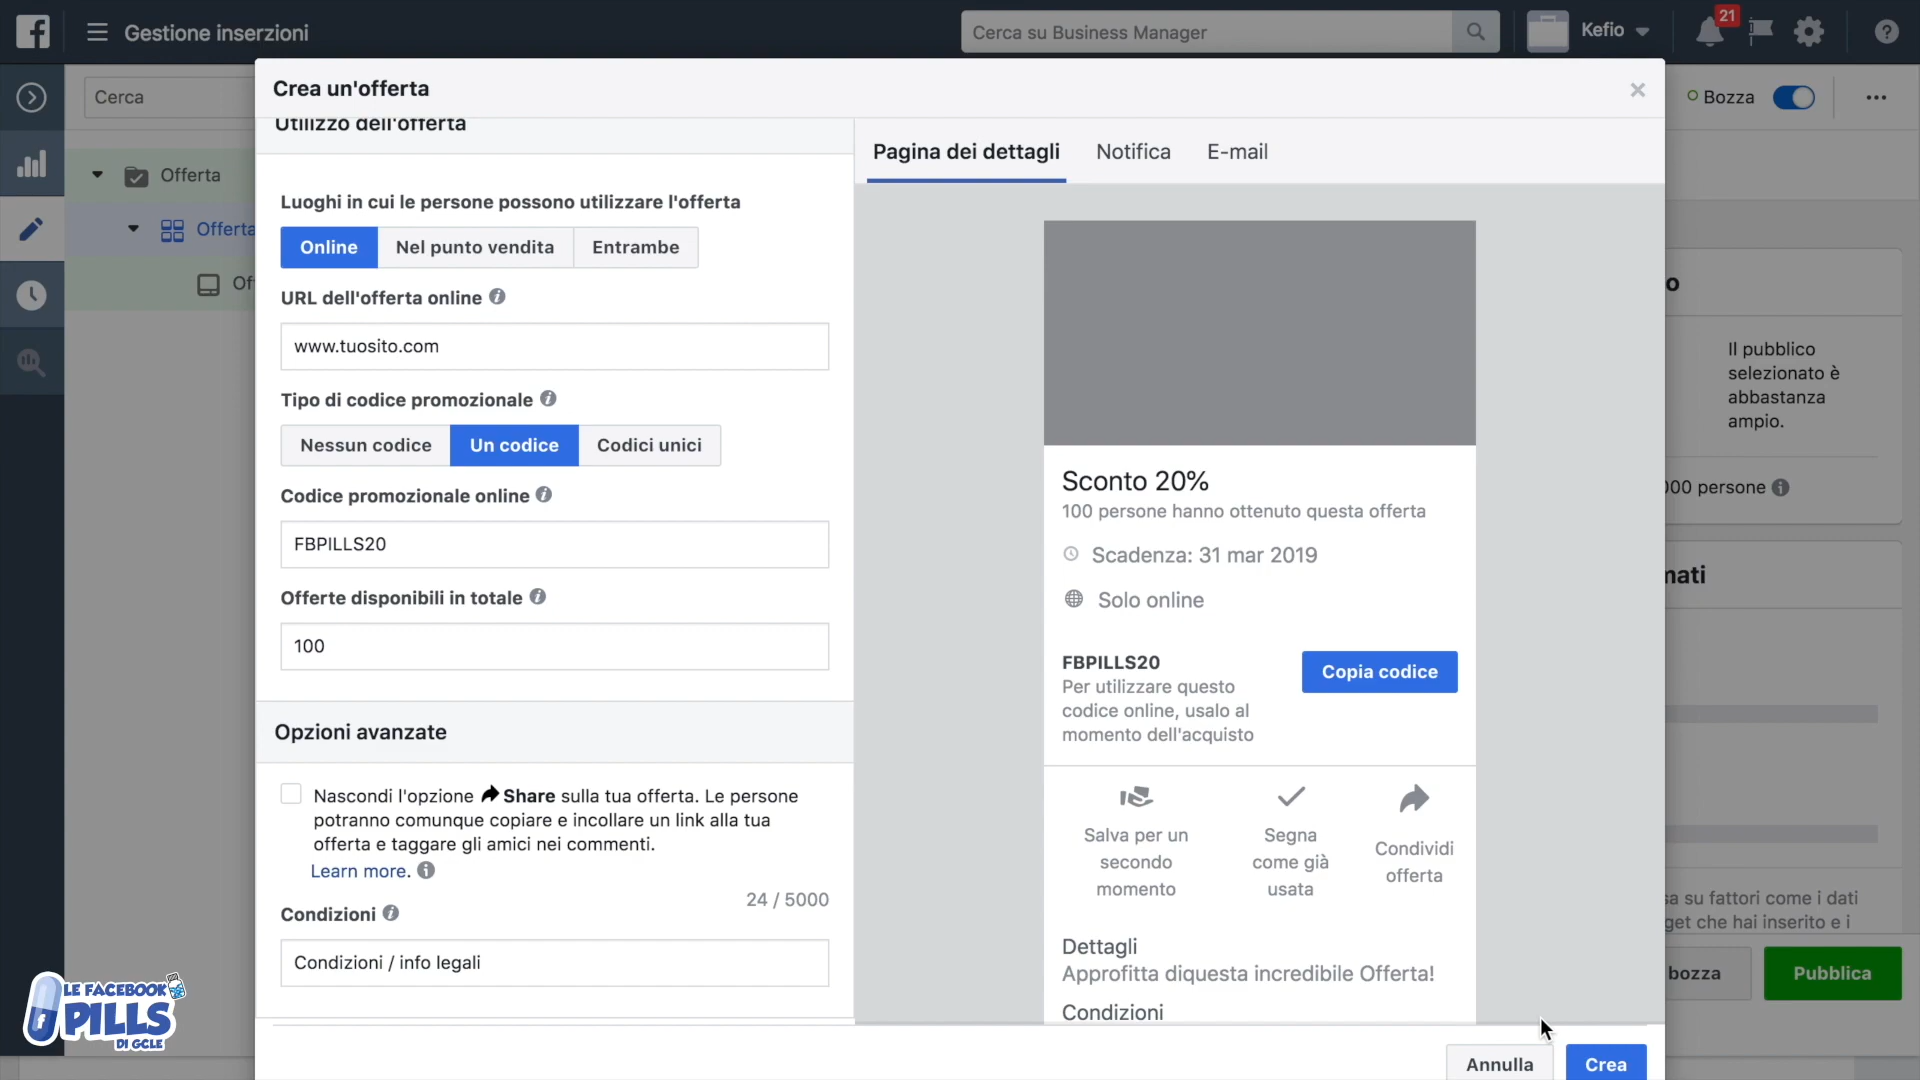 Gestione inserzioni
Cerca su Business Manager
Kefio
21
Cerca
Offerta
Offerta
Of
Bozza
Crea un'offerta
Utilizzo dell'offerta
Luoghi in cui le persone possono utilizzare l'offerta
Online
Nel punto vendita
Entrambe
URL dell'offerta online
www.tuosito.com
Tipo di codice promozionale
Nessun codice
Un codice
Codici unici
Codice promozionale online
FBPILLS20
Offerte disponibili in totale
100
Opzioni avanzate
Nascondi l'opzione Share sulla tua offerta. Le persone
potranno comunque copiare e incollare un link alla tua
offerta e taggare gli amici nei commenti.
Learn more.
24 / 5000
Condizioni
Condizioni / info legali
Pagina dei dettagli
Notifica
E-mail
Sconto 20%
100 persone hanno ottenuto questa offerta
Scadenza: 31 mar 2019
Solo online
FBPILLS20
Per utilizzare questo
codice online, usalo al
momento dell'acquisto
Copia codice
Salva per un
secondo
momento
Segna
come già
usata
Condividi
offerta
Dettagli
Approfitta diquesta incredibile Offerta!
Condizioni
Annulla
Crea
o
Il pubblico
selezionato è
abbastanza
ampio.
000 persone
mati
sa su fattori come i dati
get che hai inserito e i
bozza
Pubblica
LE FACEBOOK
PILLS
DI GCLE